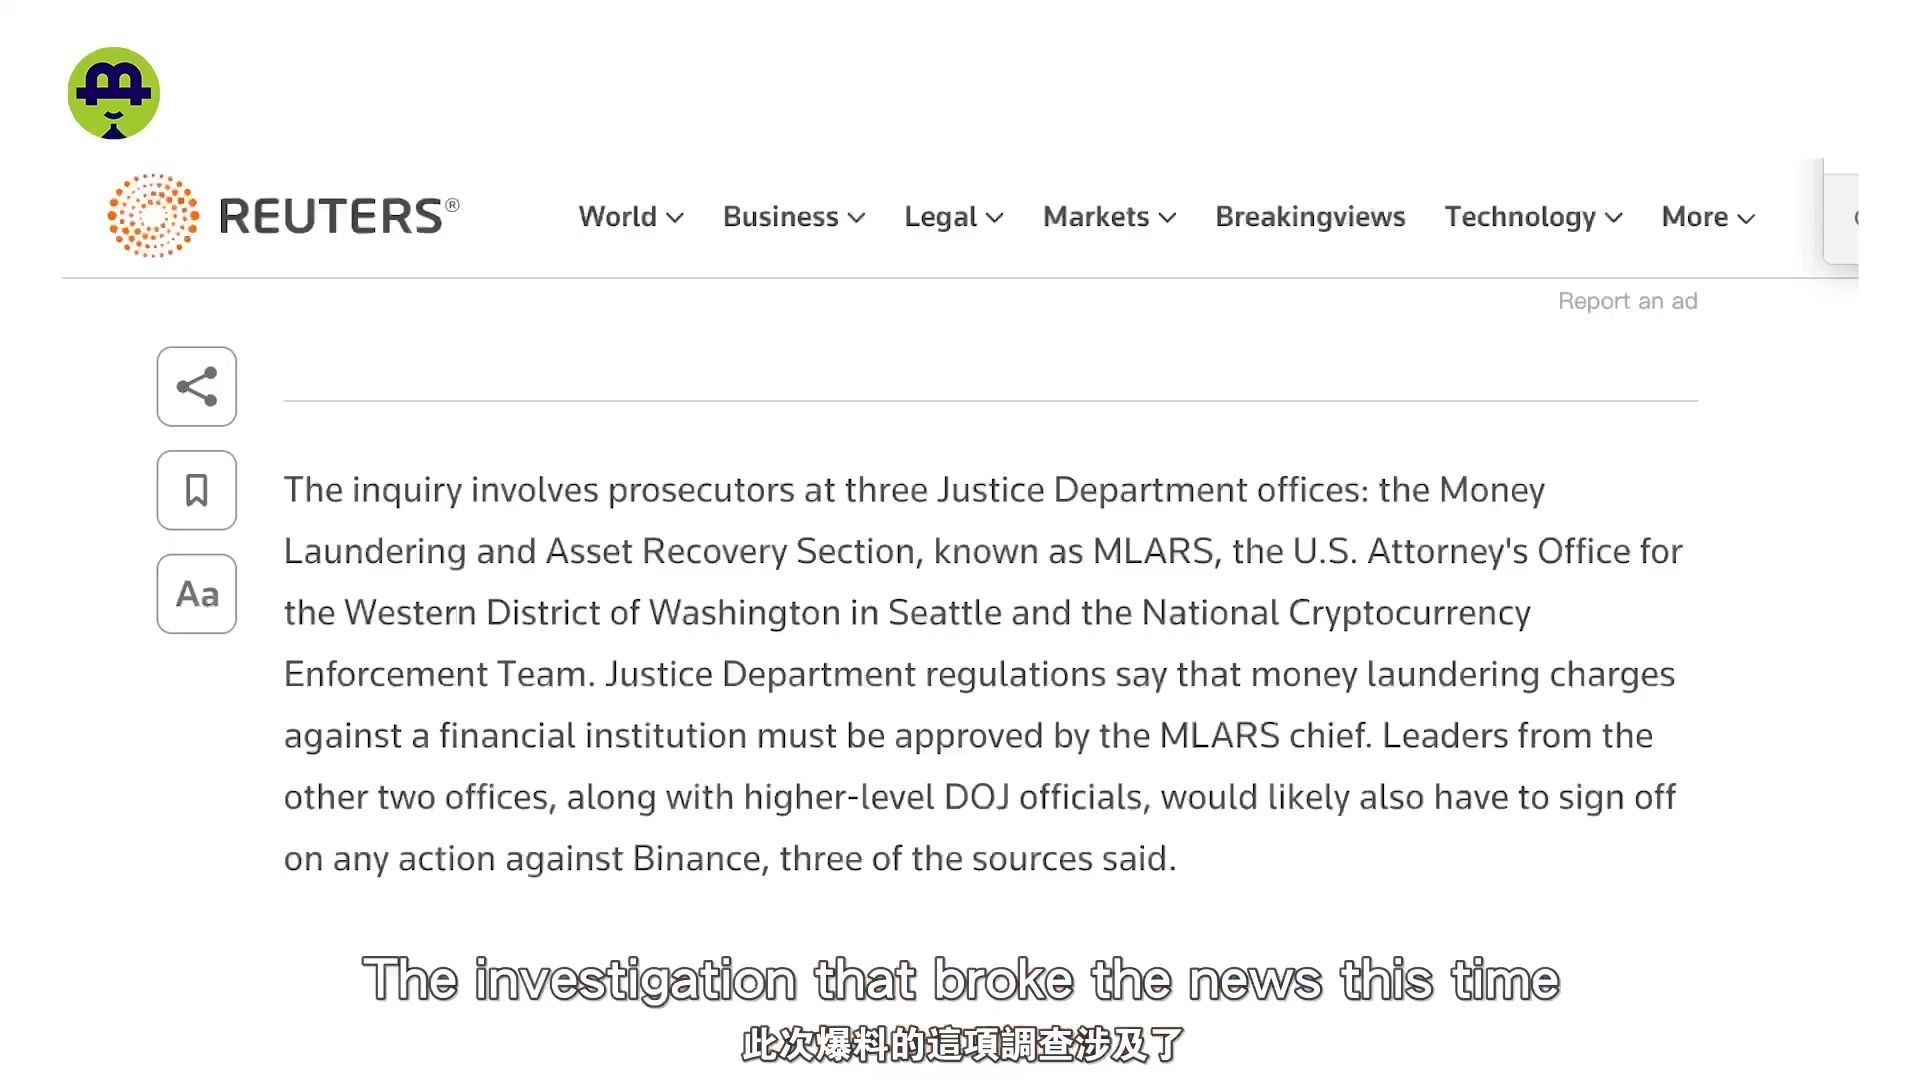 REUTERS®
World Business Legal Markets Breakingviews Technology More
Report an ad
Aa
The inquiry involves prosecutors at three Justice Department offices: the Money
Laundering and Asset Recovery Section, known as MLARS, the U.S. Attorney's Office for
the Western District of Washington in Seattle and the National Cryptocurrency
Enforcement Team. Justice Department regulations say that money laundering charges
against a financial institution must be approved by the MLARS chief. Leaders from the
other two offices, along with higher-level DOJ officials, would likely also have to sign off
on any action against Binance, three of the sources said.
The investigation that broke the news this time
此次爆料的這項調查涉及了